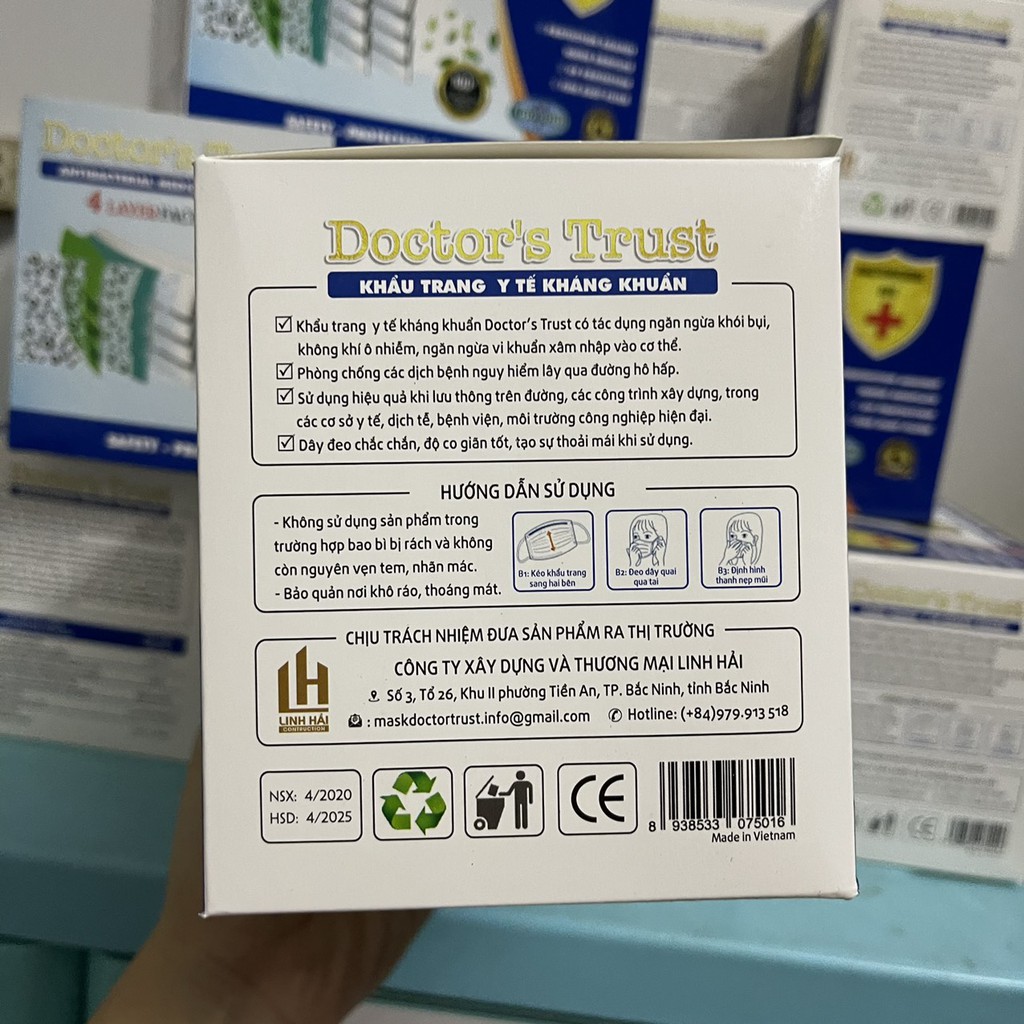 Doctor's Trust
KHẨU TRANG Y TẾ KHÁNG KHUẨN
☑ Khẩu trang y tế kháng khuẩn Doctor's Trust có tác dụng ngăn ngừa khói bụi,
không khí ô nhiễm, ngăn ngừa vi khuẩn xâm nhập vào cơ thể.
☑ Phòng chống các dịch bệnh nguy hiểm lây qua đường hô hấp.
☑ Sử dụng hiệu quả khi lưu thông trên đường, các công trình xây dựng, trong
các cơ sở y tế, dịch tễ, bệnh viện, môi trường công nghiệp hiện đại.
☑ Dây đeo chắc chắn, độ co giãn tốt, tạo sự thoải mái khi sử dụng.
HƯỚNG DẪN SỬ DỤNG
- Không sử dụng sản phẩm trong
trường hợp bao bì bị rách và không
còn nguyên vẹn tem, nhãn mác.
- Bảo quản nơi khô ráo, thoáng mát.
B1: Kéo khẩu trang
sang hai bên
B2: Đeo dây quai
qua tai
B3: Định hình
thanh nẹp mũi
CHỊU TRÁCH NHIỆM ĐƯA SẢN PHẨM RA THỊ TRƯỜNG
CÔNG TY XÂY DỰNG VÀ THƯƠNG MẠI LINH HẢI
Số 3, Tổ 26, Khu II phường Tiền An, TP. Bắc Ninh, tỉnh Bắc Ninh
: maskdoctortrust.info@gmail.com Hotline: (+84)979.913 518
LH
LINH HẢI
CONTRUCTION
NSX: 4/2020
HSD: 4/2025
CE
8 938533 075016
Made in Vietnam
Doctor's T
4 LAYER